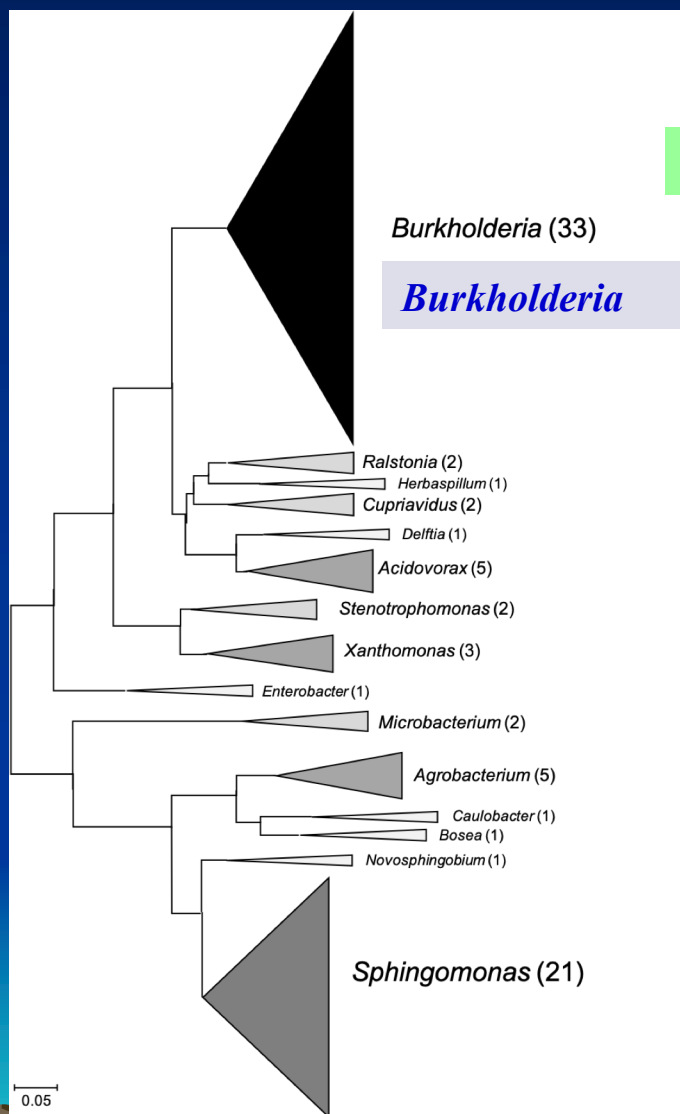 Burkholderia (33)
Burkholderia
Ralstonia (2)
Herbaspillum (1)
Cupriavidus (2)
Delftia (1)
Acidovorax (5)
Stenotrophomonas (2)
Xanthomonas (3)
Enterobacter (1)
Microbacterium (2)
Agrobacterium (5)
Caulobacter (1)
Bosea (1)
Novosphingobium (1)
Sphingomonas (21)
0.05